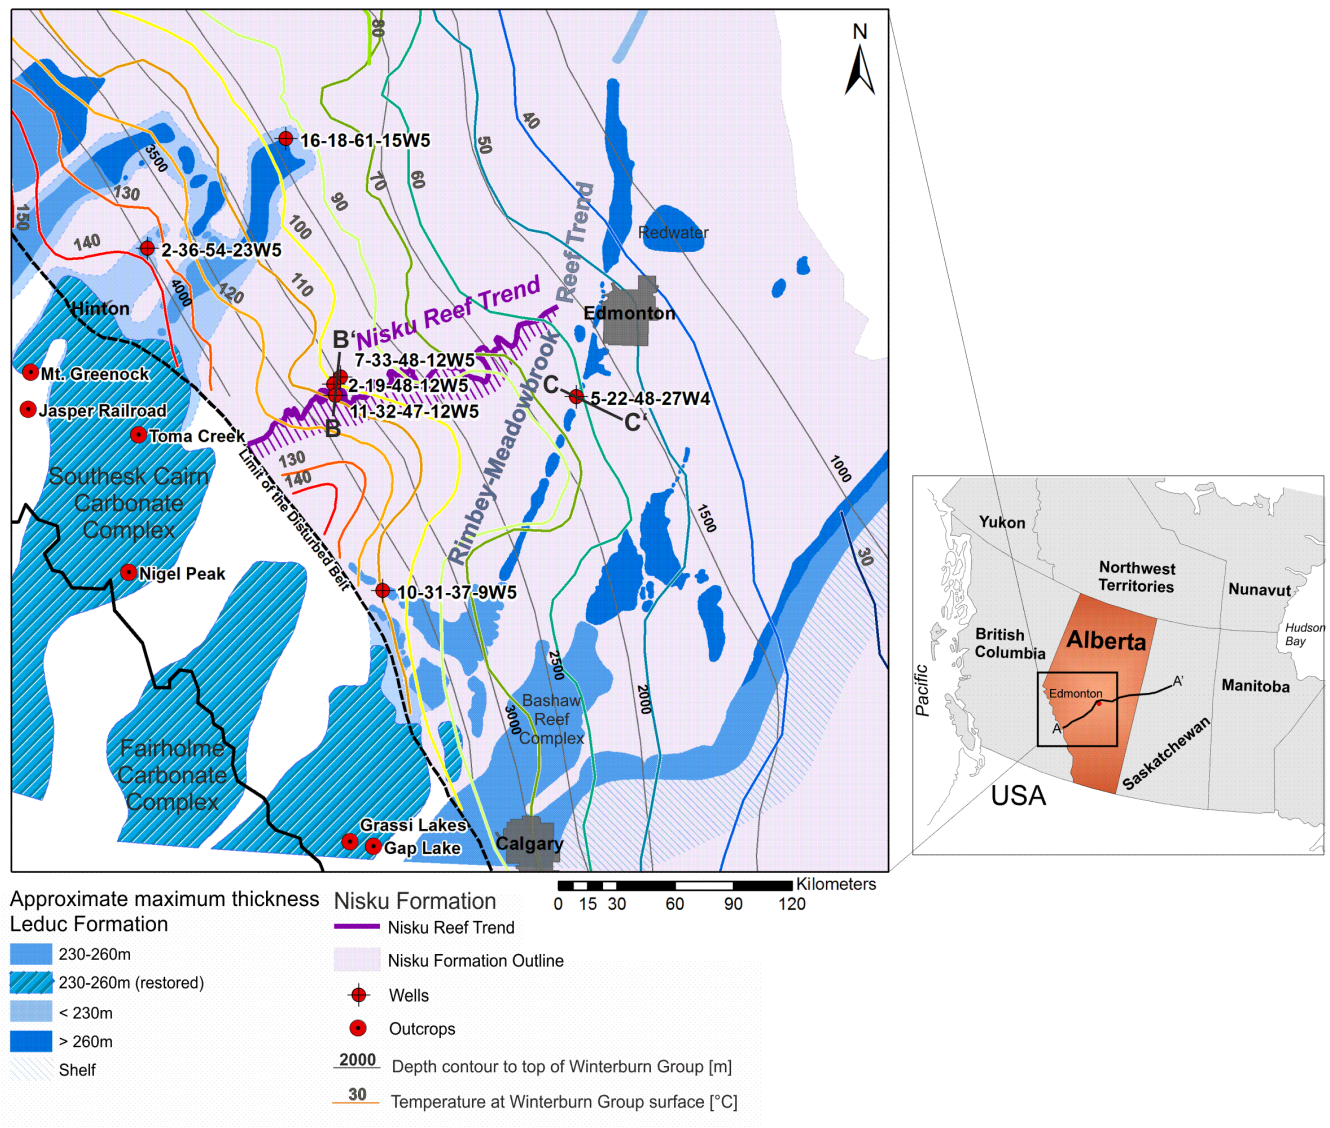 N
80
40
50
16-18-61-15W5
3500
130
70
60
90
150
140
100
Redwater
2-36-54-23W5
Reef Trend
4000
120
110
Hinton
Nisku Reef Trend
Edmonton
B'
7-33-48-12W5
Mt. Greenock
2-19-48-12W5
C
5-22-48-27W4
Jasper Railroad
11-32-47-12W5
C'
Toma Creek
B
Rimbey-Meadowbrook
130
140
Limit of the Disturbed Belt
Southesk Cairn
Carbonate
Complex
1000
1500
30
Nigel Peak
10-31-37-9W5
2500
2000
3000
Bashaw
Reef
Complex
Fairholme
Carbonate
Complex
Grassi Lakes
Gap Lake
Calgary
Yukon
Northwest
Territories
Nunavut
British
Columbia
Alberta
Hudson
Bay
Pacific
Edmonton
A'
A
Manitoba
Saskatchewan
USA
Kilometers
0 15 30 60 90 120
Approximate maximum thickness
Leduc Formation
230-260m
230-260m (restored)
< 230m
> 260m
Shelf
Nisku Formation
Nisku Reef Trend
Nisku Formation Outline
Wells
Outcrops
2000 Depth contour to top of Winterburn Group [m]
30 Temperature at Winterburn Group surface [°C]